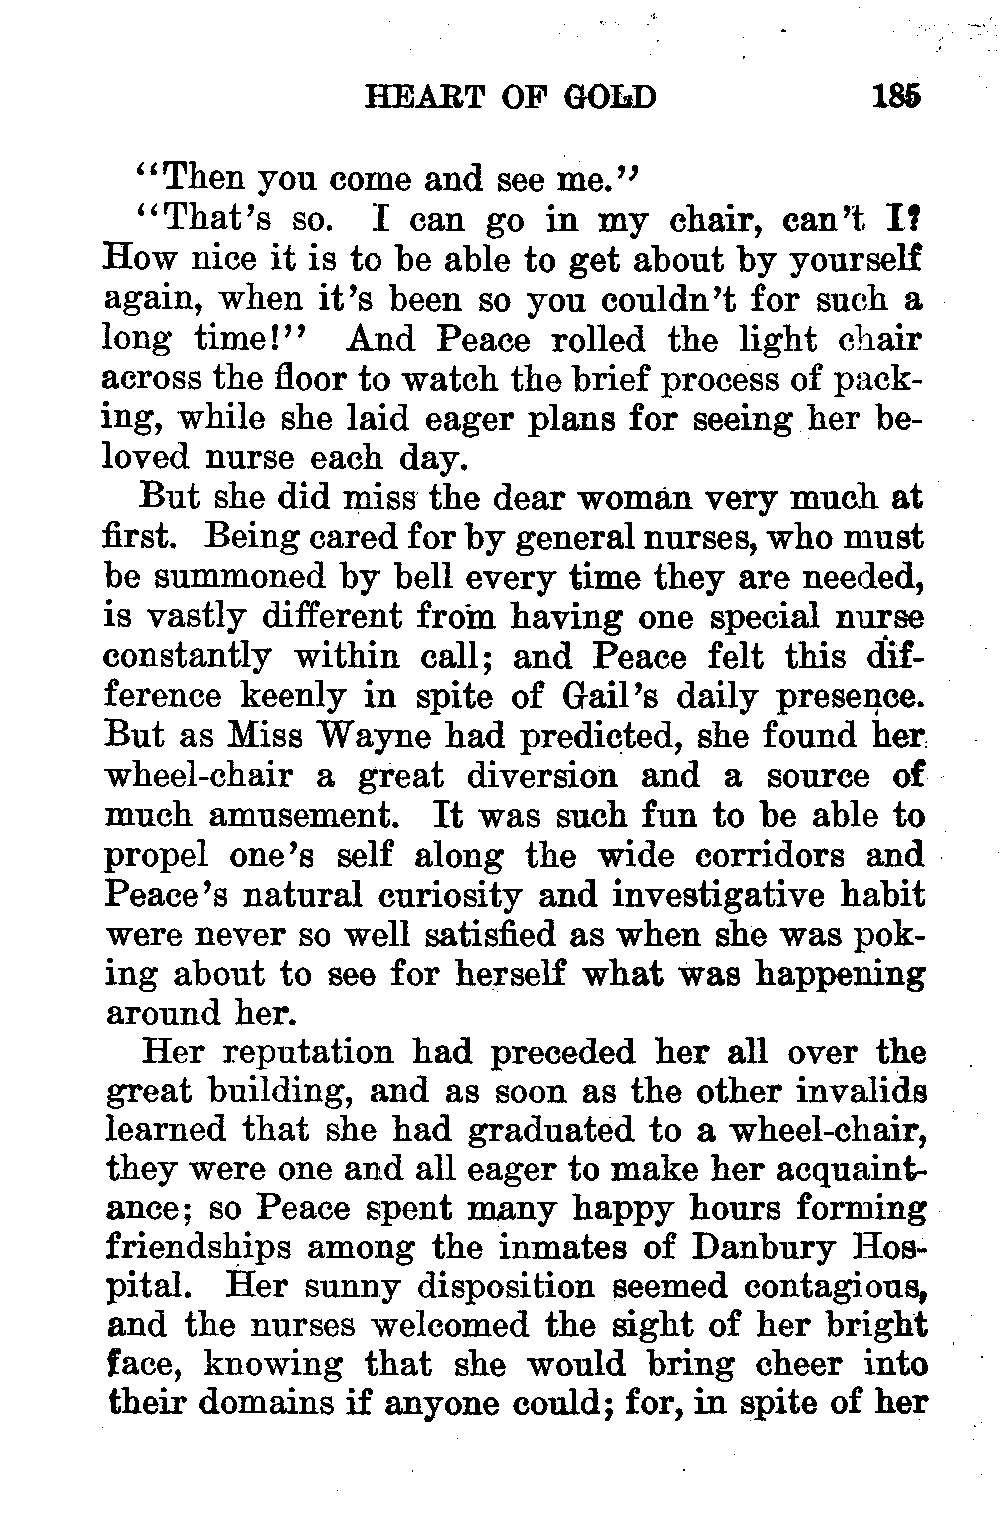 HEART OF GOLD 185
“Then you come and see me.”
“That’s so. I can go in my chair, can’t I?
How nice it is to be able to get about by yourself
again, when it’s been so you couldn’t for such a
long time!” And Peace rolled the light chair
across the floor to watch the brief process of pack-
ing, while she laid eager plans for seeing her be-
loved nurse each day.
But she did miss the dear woman very much at
first. Being cared for by general nurses, who must
be summoned by bell every time they are needed,
is vastly different from having one special nurse
constantly within call; and Peace felt this dif-
ference keenly in spite of Gail’s daily presence.
But as Miss Wayne had predicted, she found her
wheel-chair a great diversion and a source of
much amusement. It was such fun to be able to
propel one’s self along the wide corridors and
Peace’s natural curiosity and investigative habit
were never so well satisfied as when she was pok-
ing about to see for herself what was happening
around her.
Her reputation had preceded her all over the
great building, and as soon as the other invalids
learned that she had graduated to a wheel-chair,
they were one and all eager to make her acquaint-
ance; so Peace spent many happy hours forming
friendships among the inmates of Danbury Hos-
pital. Her sunny disposition seemed contagious,
and the nurses welcomed the sight of her bright
face, knowing that she would bring cheer into
their domains if anyone could; for, in spite of her